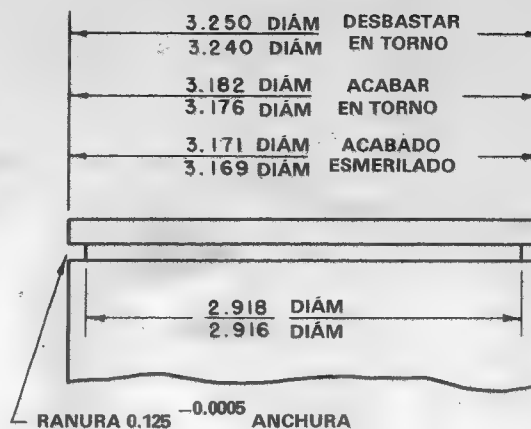 3.250 DIÁM DESBASTAR
3.240 DIÁM EN TORNO
3.182 DIÁM ACABAR
3.176 DIÁM EN TORNO
3.171 DIÁM ACABADO
3.169 DIÁM ESMERILADO
2.918 DIÁM
2.916 DIÁM
RANURA 0.125 -0.0005 ANCHURA